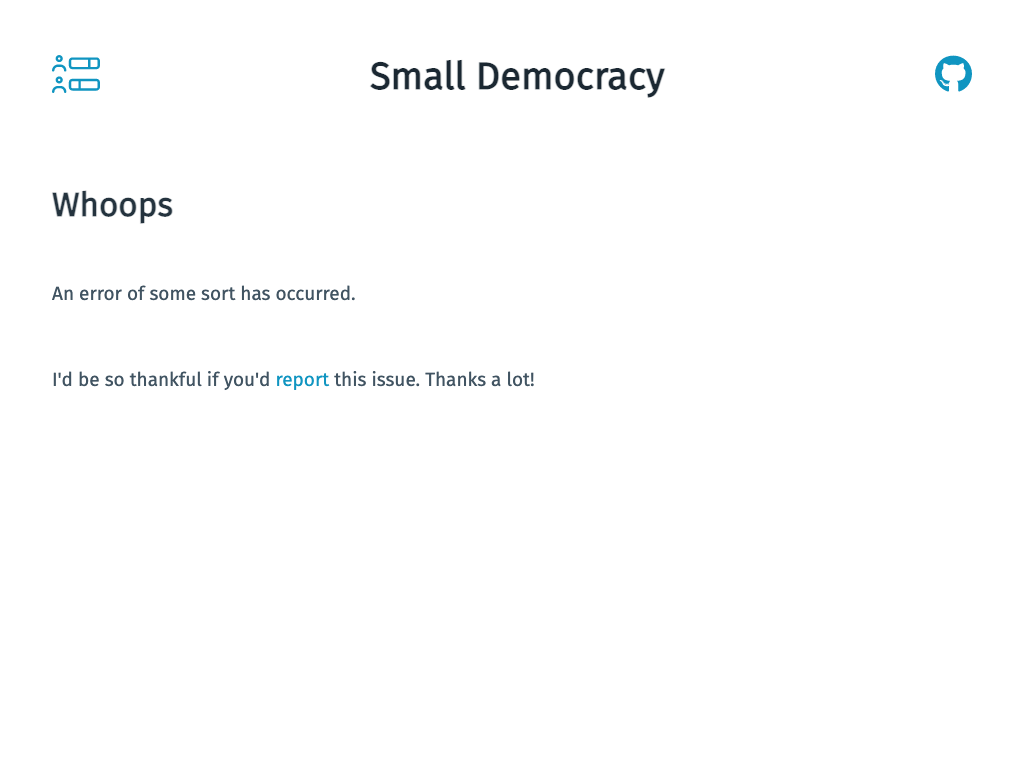 Small Democracy
Whoops
An error of some sort has occurred.
I'd be so thankful if you'd report this issue. Thanks a lot!